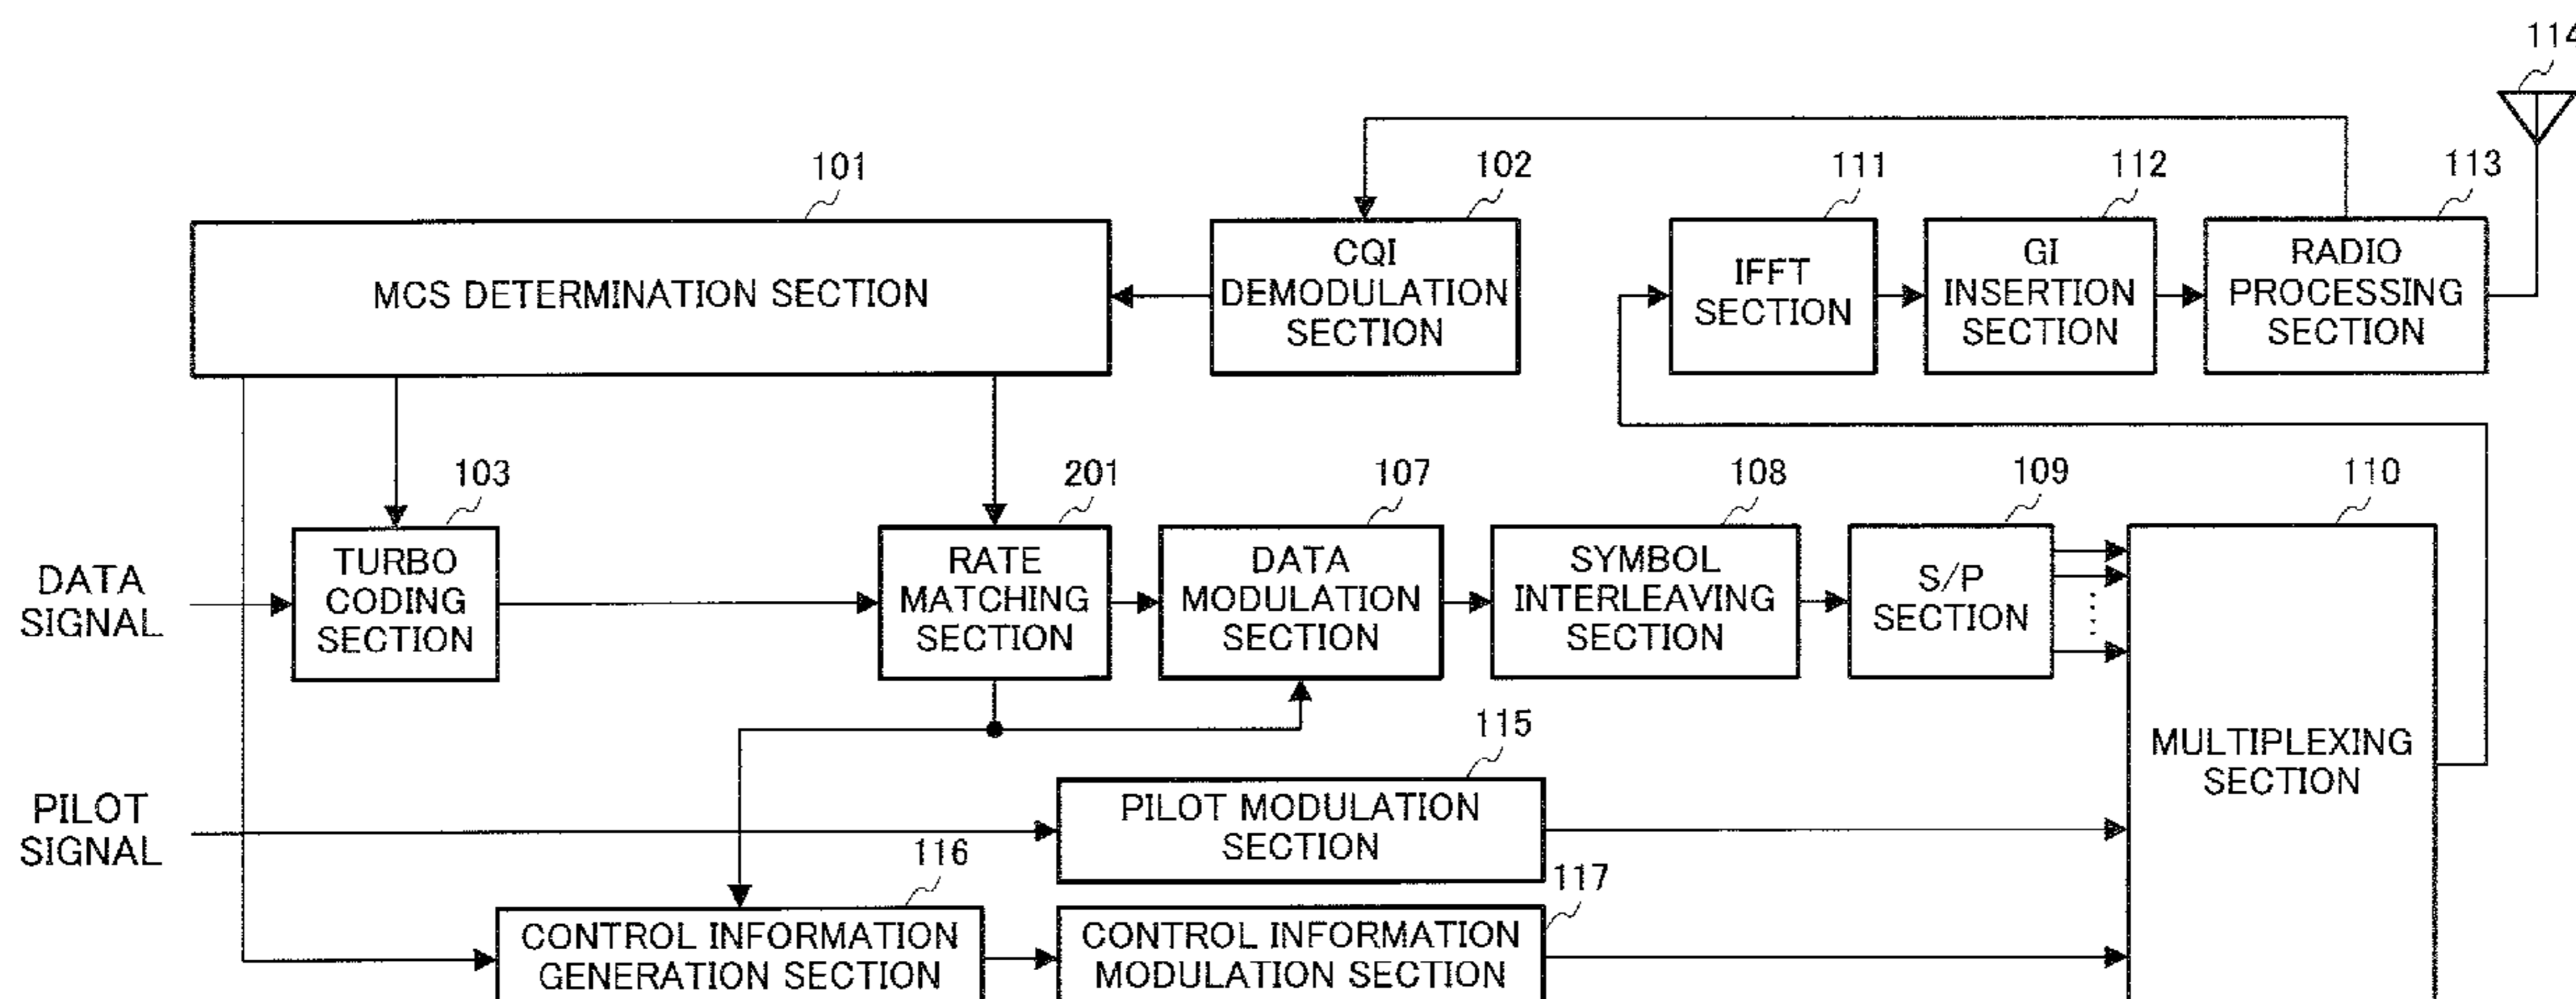 114
101
102
111
112
113
MCS DETERMINATION SECTION
CQI
DEMODULATION
SECTION
IFFT
SECTION
GI
INSERTION
SECTION
RADIO
PROCESSING
SECTION
103
201
107
108
109
110
DATA
SIGNAL
TURBO
CODING
SECTION
RATE
MATCHING
SECTION
DATA
MODULATION
SECTION
SYMBOL
INTERLEAVING
SECTION
S/P
SECTION
MULTIPLEXING
SECTION
115
PILOT
SIGNAL
PILOT MODULATION
SECTION
116
117
CONTROL INFORMATION
GENERATION SECTION
CONTROL INFORMATION
MODULATION SECTION